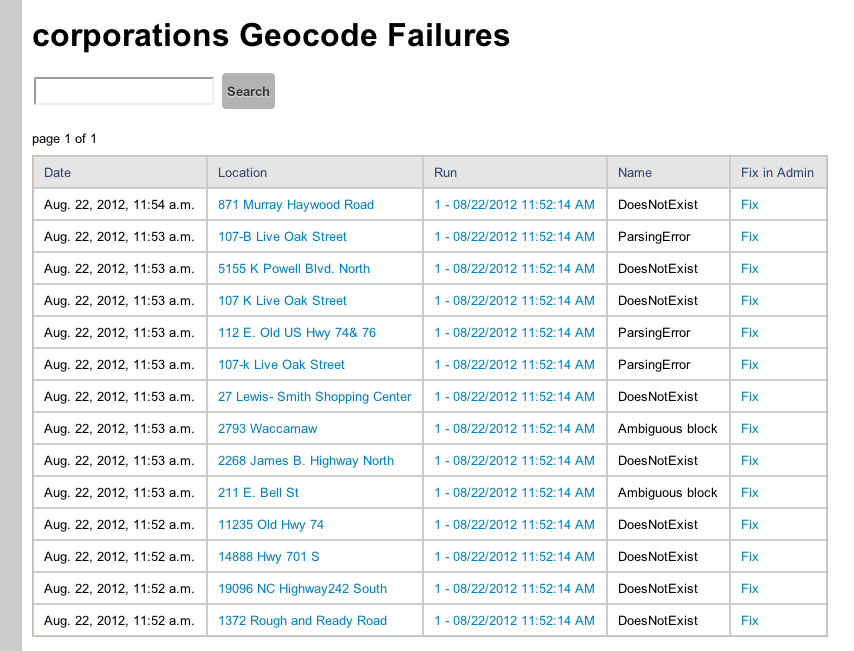 corporations Geocode Failures
Search
page 1 of 1
Date Location Run Name Fix in Admin
Aug. 22, 2012, 11:54 a.m. 871 Murray Haywood Road 1 - 08/22/2012 11:52:14 AM DoesNotExist Fix
Aug. 22, 2012, 11:53 a.m. 107-B Live Oak Street 1 - 08/22/2012 11:52:14 AM ParsingError Fix
Aug. 22, 2012, 11:53 a.m. 5155 K Powell Blvd. North 1 - 08/22/2012 11:52:14 AM DoesNotExist Fix
Aug. 22, 2012, 11:53 a.m. 107 K Live Oak Street 1 - 08/22/2012 11:52:14 AM DoesNotExist Fix
Aug. 22, 2012, 11:53 a.m. 112 E. Old US Hwy 74& 76 1 - 08/22/2012 11:52:14 AM ParsingError Fix
Aug. 22, 2012, 11:53 a.m. 107-k Live Oak Street 1 - 08/22/2012 11:52:14 AM ParsingError Fix
Aug. 22, 2012, 11:53 a.m. 27 Lewis- Smith Shopping Center 1 - 08/22/2012 11:52:14 AM DoesNotExist Fix
Aug. 22, 2012, 11:53 a.m. 2793 Waccamaw 1 - 08/22/2012 11:52:14 AM Ambiguous block Fix
Aug. 22, 2012, 11:53 a.m. 2268 James B. Highway North 1 - 08/22/2012 11:52:14 AM DoesNotExist Fix
Aug. 22, 2012, 11:53 a.m. 211 E. Bell St 1 - 08/22/2012 11:52:14 AM Ambiguous block Fix
Aug. 22, 2012, 11:52 a.m. 11235 Old Hwy 74 1 - 08/22/2012 11:52:14 AM DoesNotExist Fix
Aug. 22, 2012, 11:52 a.m. 14888 Hwy 701 S 1 - 08/22/2012 11:52:14 AM DoesNotExist Fix
Aug. 22, 2012, 11:52 a.m. 19096 NC Highway242 South 1 - 08/22/2012 11:52:14 AM DoesNotExist Fix
Aug. 22, 2012, 11:52 a.m. 1372 Rough and Ready Road 1 - 08/22/2012 11:52:14 AM DoesNotExist Fix